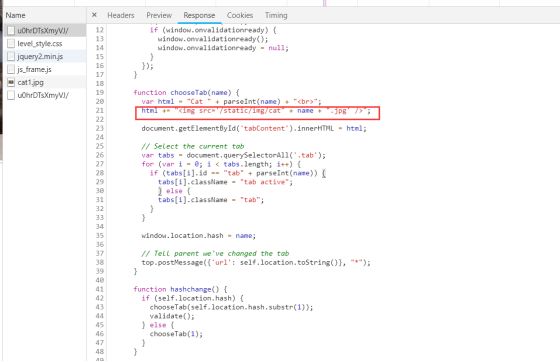 Name
× Headers Preview Response Cookies Timing
u0hrDTsXmyVJ/
level_style.css
jquery2.min.js
js_frame.js
cat1.jpg
u0hrDTsXmyVJ/
12 if (window.onvalidationready) {
13 window.onvalidationready();
14 window.onvalidationready = null;
15 }
16 });
17 }
18
19 function chooseTab(name) {
20 var html = "Cat " + parseInt(name) + "<br>";
21 html += "<img src='/static/img/cat" + name + ".jpg' />";
22
23 document.getElementById('tabContent').innerHTML = html;
24
25 // Select the current tab
26 var tabs = document.querySelectorAll('.tab');
27 for (var i = 0; i < tabs.length; i++) {
28 if (tabs[i].id == "tab" + parseInt(name)) {
29 tabs[i].className = "tab active";
30 } else {
31 tabs[i].className = "tab";
32 }
33 }
34
35 window.location.hash = name;
36
37 // Tell parent we've changed the tab
38 top.postMessage({'url': self.location.toString()}, "*");
39 }
40
41 function hashchange() {
42 if (self.location.hash) {
43 chooseTab(self.location.hash.substr(1));
44 validate();
45 } else {
46 chooseTab(1);
47 }
48 }